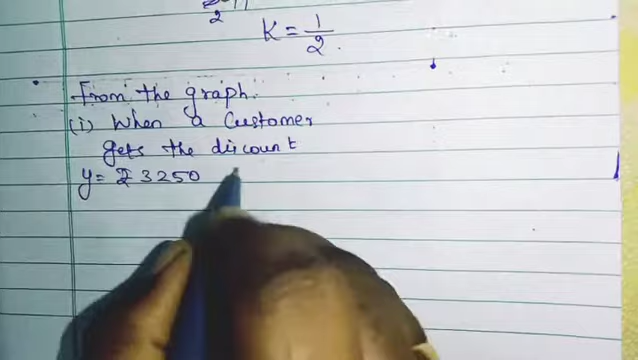 K = 1/2.
From the graph.
(i) When a Customer
gets the discount
y = ₹ 3250